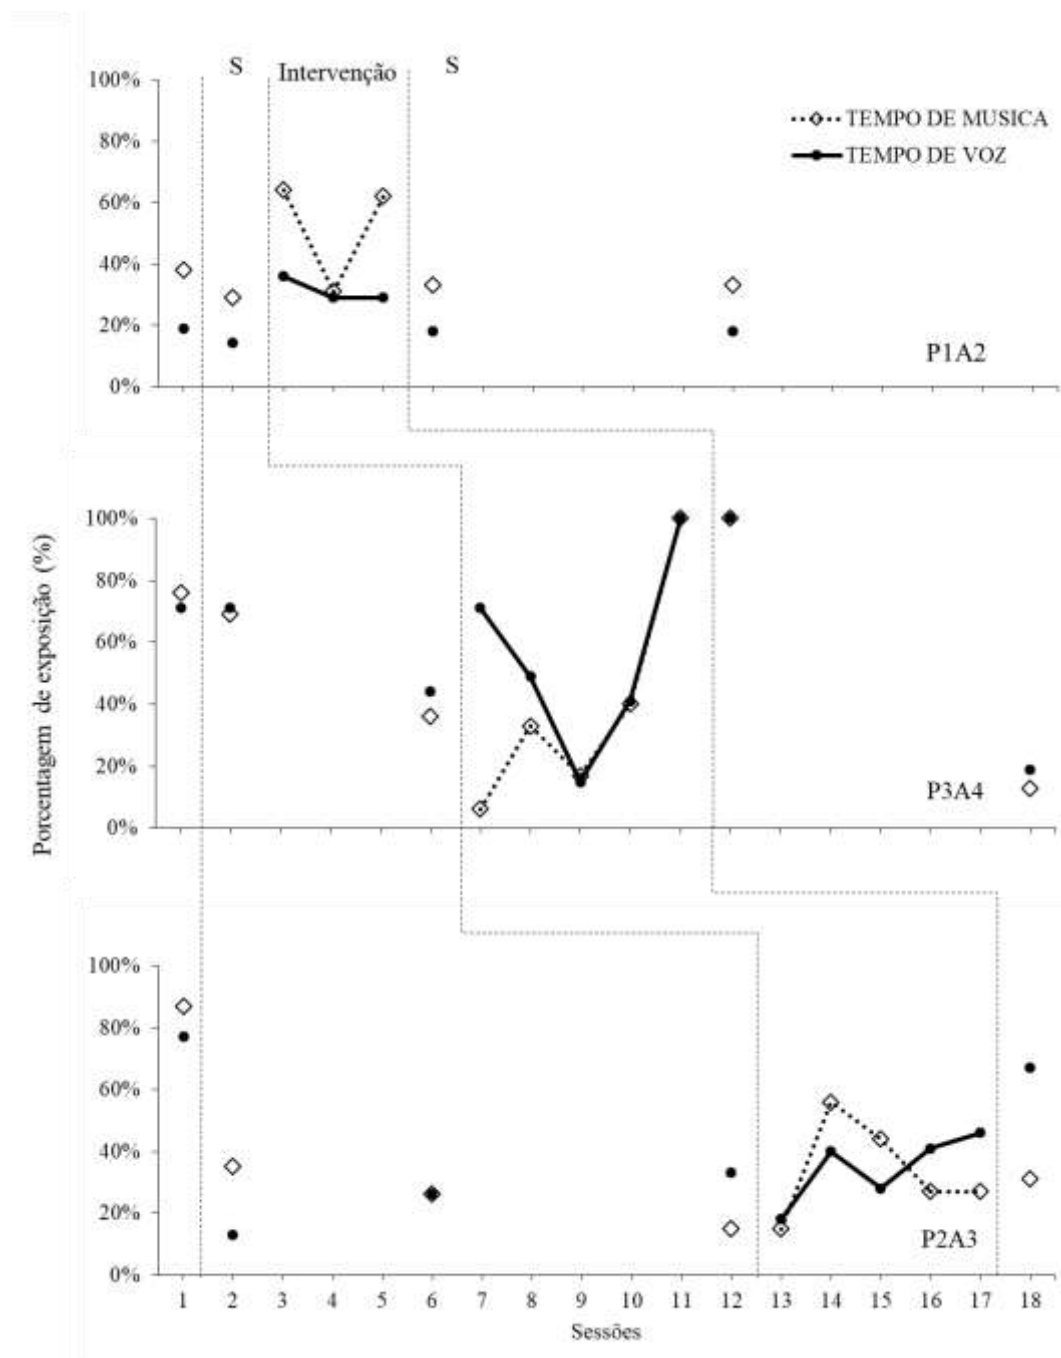 S Intervenção S
100%
80%
60%
40%
20%
0%
TEMPO DE MUSICA
TEMPO DE VOZ
P1A2
Porcentagem de exposição (%)
100%
80%
60%
40%
20%
0%
P3A4
100%
80%
60%
40%
20%
0%
P2A3
1 2 3 4 5 6 7 8 9 10 11 12 13 14 15 16 17 18
Sessões